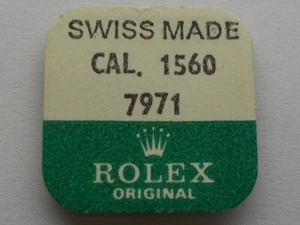 SWISS MADE
CAL. 1560
7971
ROLEX
ORIGINAL